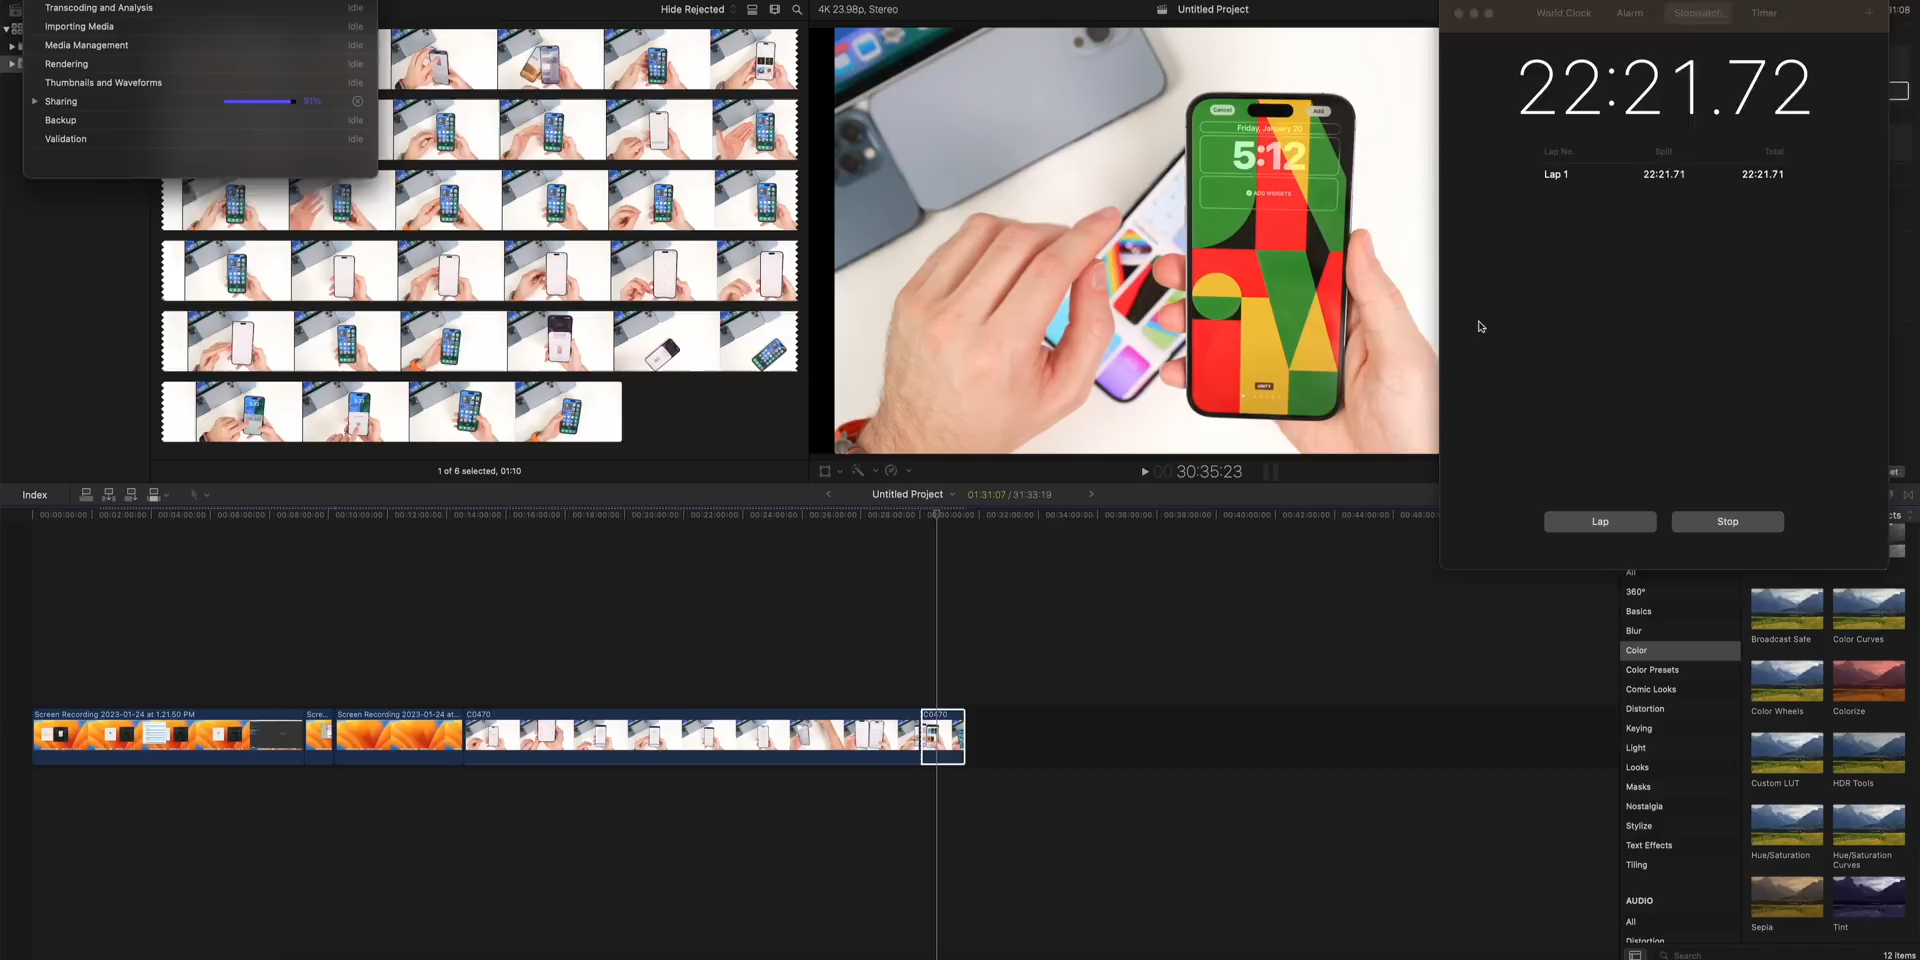 Transcoding and Analysis Idle
Importing Media Idle
Media Management Idle
Rendering Idle
Thumbnails and Waveforms Idle
Sharing 91%
Backup Idle
Validation Idle
Hide Rejected
4K 23.98p, Stereo
Untitled Project
Cancel
Add
Friday, January 20
5:12
ADD WIDGETS
UNITY
World Clock Alarm Stopwatch Timer
22:21.72
Lap No. Split Total
Lap 1 22:21.71 22:21.71
Lap Stop
1 of 6 selected, 01:10
00 30:35:23
Index
Untitled Project
01:31:07 / 31:33:19
00:00:00:00 00:02:00:00 00:04:00:00 00:06:00:00 00:08:00:00 00:10:00:00 00:12:00:00 00:14:00:00 00:16:00:00 00:18:00:00 00:20:00:00 00:22:00:00 00:24:00:00 00:26:00:00 00:28:00:00 00:32:00:00 00:34:00:00 00:36:00:00 00:38:00:00 00:40:00:00 00:42:00:00 00:44:00:00
Screen Recording 2023-01-24 at 1.21.50 PM
Scre...
Screen Recording 2023-01-24 at...
C0470
C0470
All
360°
Basics
Blur
Color
Color Presets
Comic Looks
Distortion
Keying
Light
Looks
Masks
Nostalgia
Stylize
Text Effects
Tiling
AUDIO
All
Distortion
Broadcast Safe Color Curves
Color Wheels Colorize
Custom LUT HDR Tools
Hue/Saturation Hue/Saturation Curves
Sepia Tint
Search
12 items